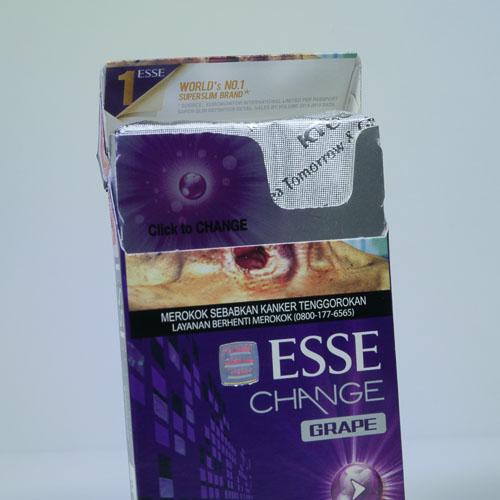 1 ESSE
WORLD's NO.1
SUPERSLIM BRAND*
Tomorrow &
Click to CHANGE
MEROKOK SEBABKAN KANKER TENGGOROKAN
LAYANAN BERHENTI MEROKOK (0800-177-6565)
ESSE
CHANGE
GRAPE